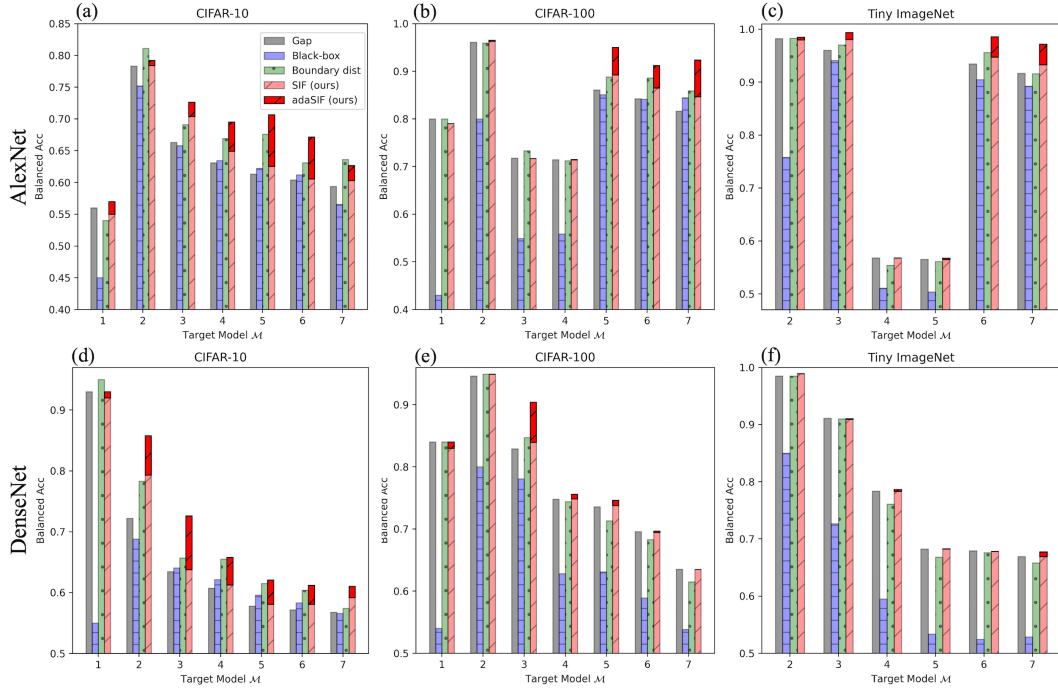 (a)
CIFAR-10
(b)
CIFAR-100
(c)
Tiny ImageNet
AlexNet
Balanced Acc
0.85
0.80
0.75
0.70
0.65
0.60
0.55
0.50
0.45
0.40
Gap
Black-box
Boundary dist
SIF (ours)
adaSIF (ours)
1 2 3 4 5 6 7
Target Model ℳ
Balanced Acc
1.0
0.9
0.8
0.7
0.6
0.5
0.4
1 2 3 4 5 6 7
Target Model ℳ
Balanced Acc
1.0
0.9
0.8
0.7
0.6
0.5
2 3 4 5 6 7
Target Model ℳ
(d)
CIFAR-10
(e)
CIFAR-100
(f)
Tiny ImageNet
DenseNet
Balanced Acc
0.9
0.8
0.7
0.6
0.5
1 2 3 4 5 6 7
Target Model ℳ
Balanced Acc
0.9
0.8
0.7
0.6
0.5
1 2 3 4 5 6 7
Target Model ℳ
Balanced Acc
1.0
0.9
0.8
0.7
0.6
0.5
2 3 4 5 6 7
Target Model ℳ